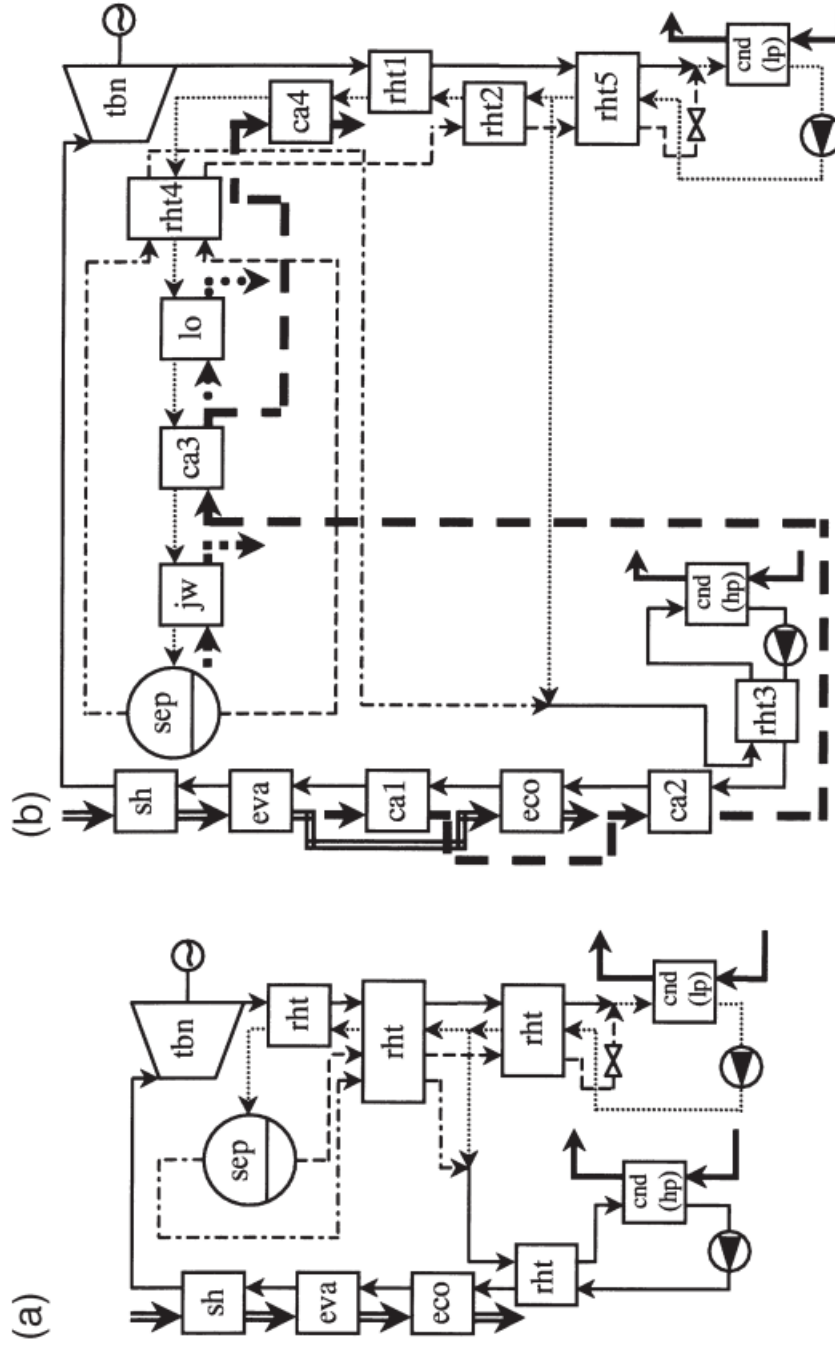 (a)
tbn
sh
sep
rht
eva
rht
eco
rht
rht
cnd
(hp)
cnd
(lp)
(b)
tbn
sh
sep
jw
ca3
lo
rht4
eva
ca4
ca1
rht1
rht2
eco
rht5
ca2
cnd
(hp)
cnd
(lp)
rht3